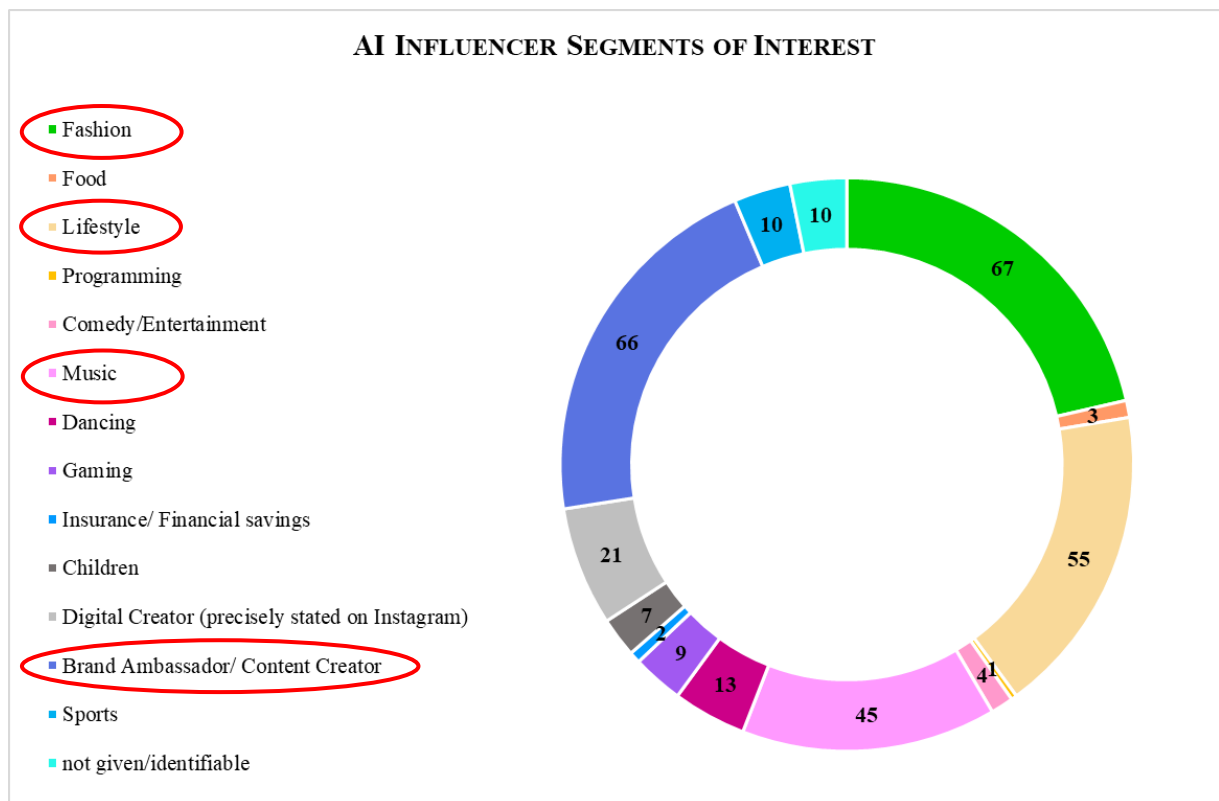 AI INFLUENCER SEGMENTS OF INTEREST
Fashion
Food
Lifestyle
Programming
Comedy/Entertainment
Music
Dancing
Gaming
Insurance/ Financial savings
Children
Digital Creator (precisely stated on Instagram)
Brand Ambassador/ Content Creator
Sports
not given/identifiable
67
3
55
1
4
45
13
9
2
7
21
66
10
10